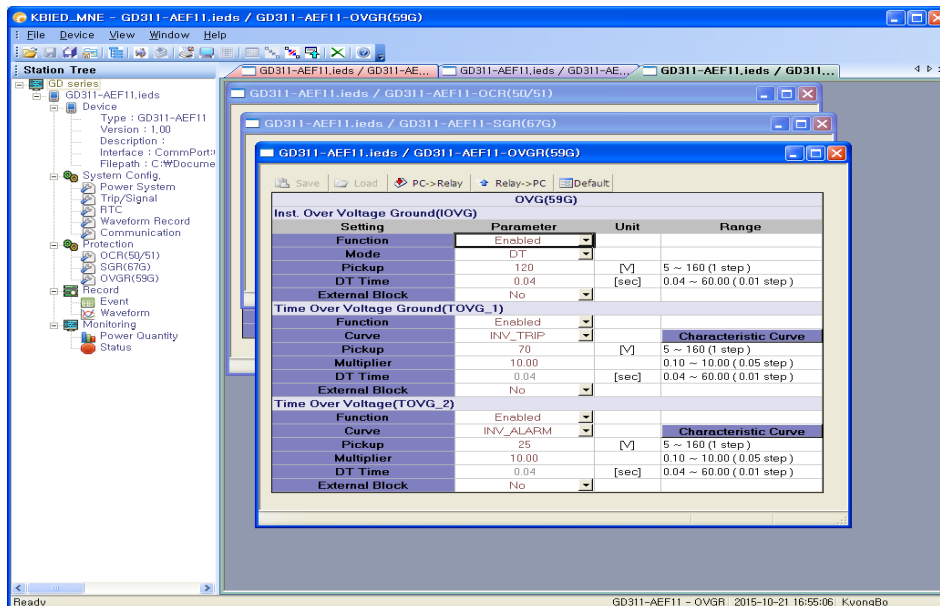 KBIED_MNE - GD311-AEF11.ieds / GD311-AEF11-OVGR(59G)
File Device View Window Help
Station Tree
GD311-AEF11.ieds / GD311-AE...
GD311-AEF11.ieds / GD311-AE...
GD311-AEF11.ieds / GD311...
GD series
GD311-AEF11.ieds
Device
Type : GD311-AEF11
Version : 1.00
Description :
Interface : CommPort:
Filepath : C:₩Docume
System Config.
Power System
Trip/Signal
RTC
Waveform Record
Communication
Protection
OCR(50/51)
SGR(67G)
OVGR(59G)
Record
Event
Waveform
Monitoring
Power Quantity
Status
GD311-AEF11.ieds / GD311-AEF11-OCR(50/51)
GD311-AEF11.ieds / GD311-AEF11-SGR(67G)
GD311-AEF11.ieds / GD311-AEF11-OVGR(59G)
Save Load PC->Relay Relay->PC Default
OVG(59G)
Inst. Over Voltage Ground(IOVG)
Setting Parameter Unit Range
Function Enabled
Mode DT
Pickup 120 [V] 5 ~ 160 (1 step)
DT Time 0.04 [sec] 0.04 ~ 60.00 (0.01 step)
External Block No
Time Over Voltage Ground(TOVG_1)
Function Enabled
Curve INV_TRIP Characteristic Curve
Pickup 70 [V] 5 ~ 160 (1 step)
Multiplier 10.00 0.10 ~ 10.00 (0.05 step)
DT Time 0.04 [sec] 0.04 ~ 60.00 (0.01 step)
External Block No
Time Over Voltage(TOVG_2)
Function Enabled
Curve INV_ALARM Characteristic Curve
Pickup 25 [V] 5 ~ 160 (1 step)
Multiplier 10.00 0.10 ~ 10.00 (0.05 step)
DT Time 0.04 [sec] 0.04 ~ 60.00 (0.01 step)
External Block No
Ready GD311-AEF11 - OVGR 2015-10-21 16:55:06 KyongBo